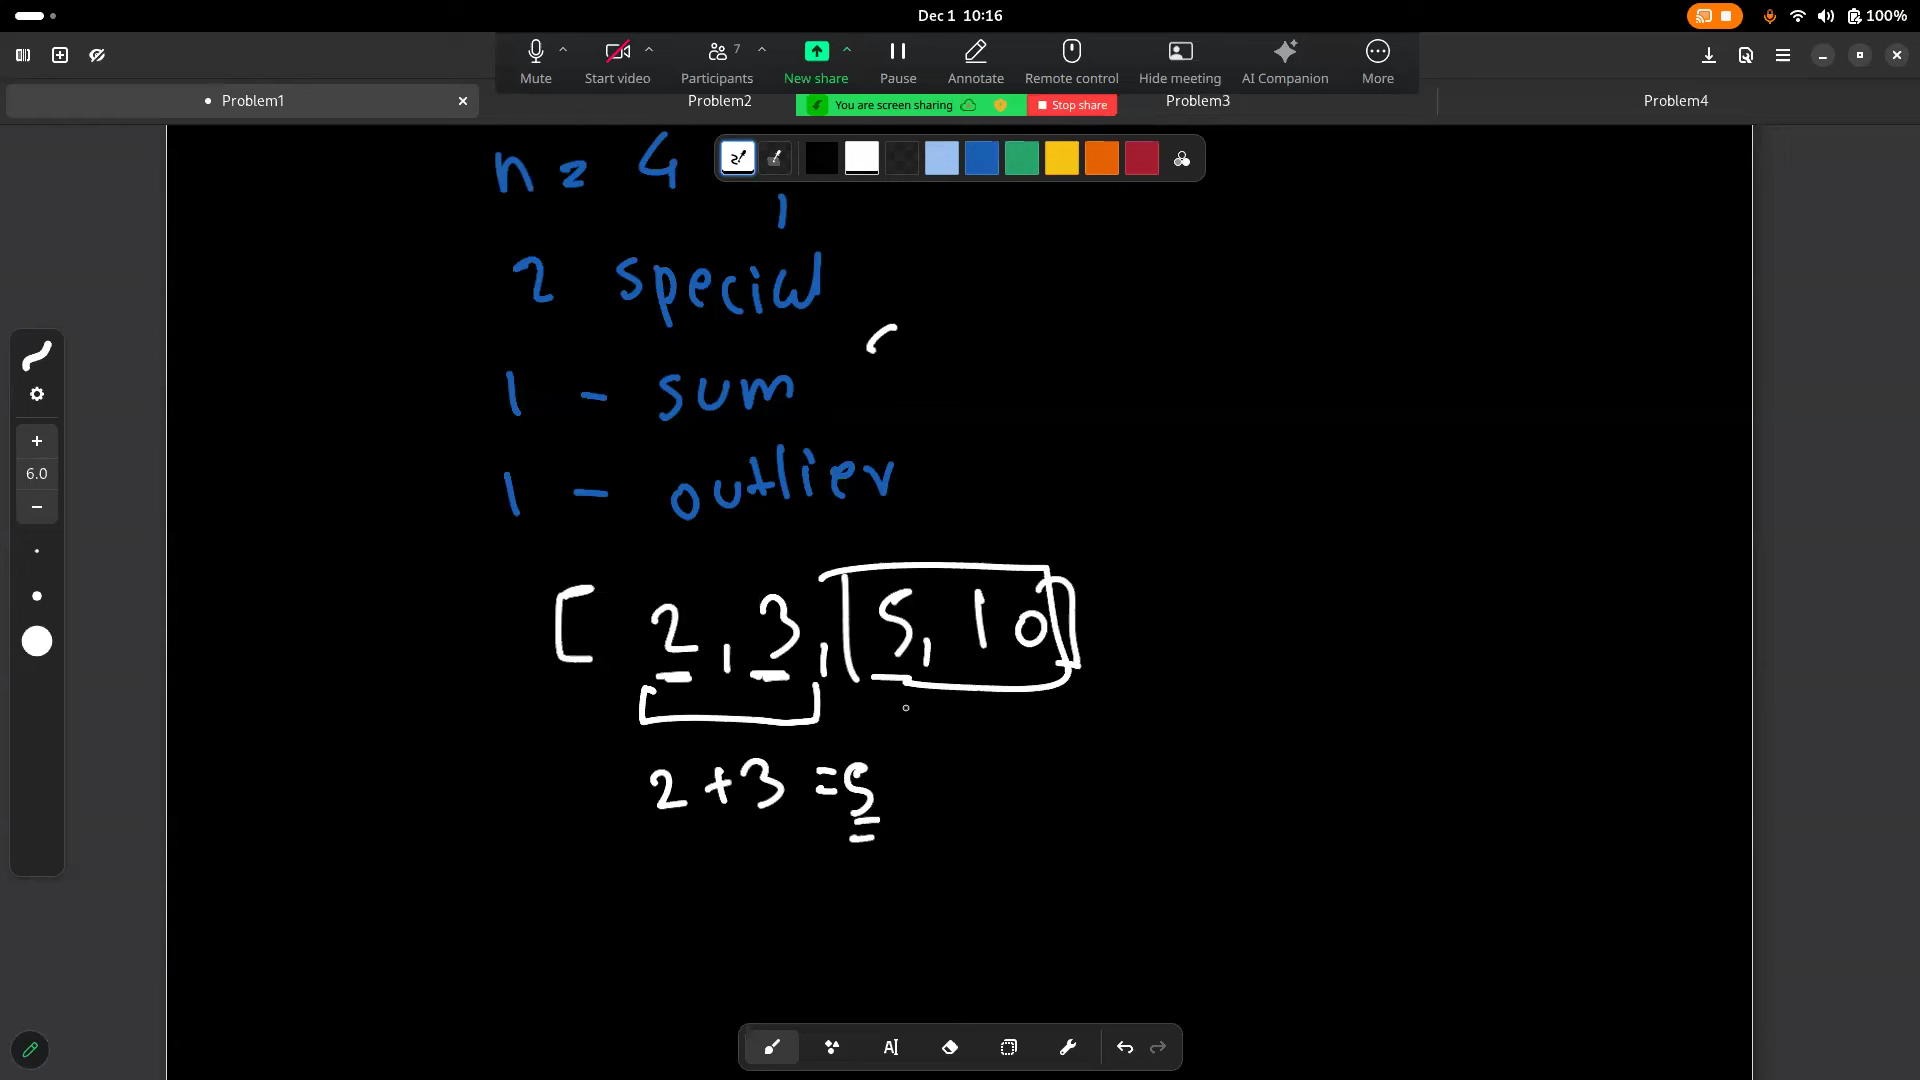 Dec 1 10:16
100%
Mute
Start video
Participants 7
New share
Pause
Annotate
Remote control
Hide meeting
AI Companion
More
Problem1
Problem2
You are screen sharing
Stop share
Problem3
Problem4
n = 4
2 special
1 - sum
1 - outlier
6.0
[ 2, 3, 5, 10 ]
2 + 3 = 5